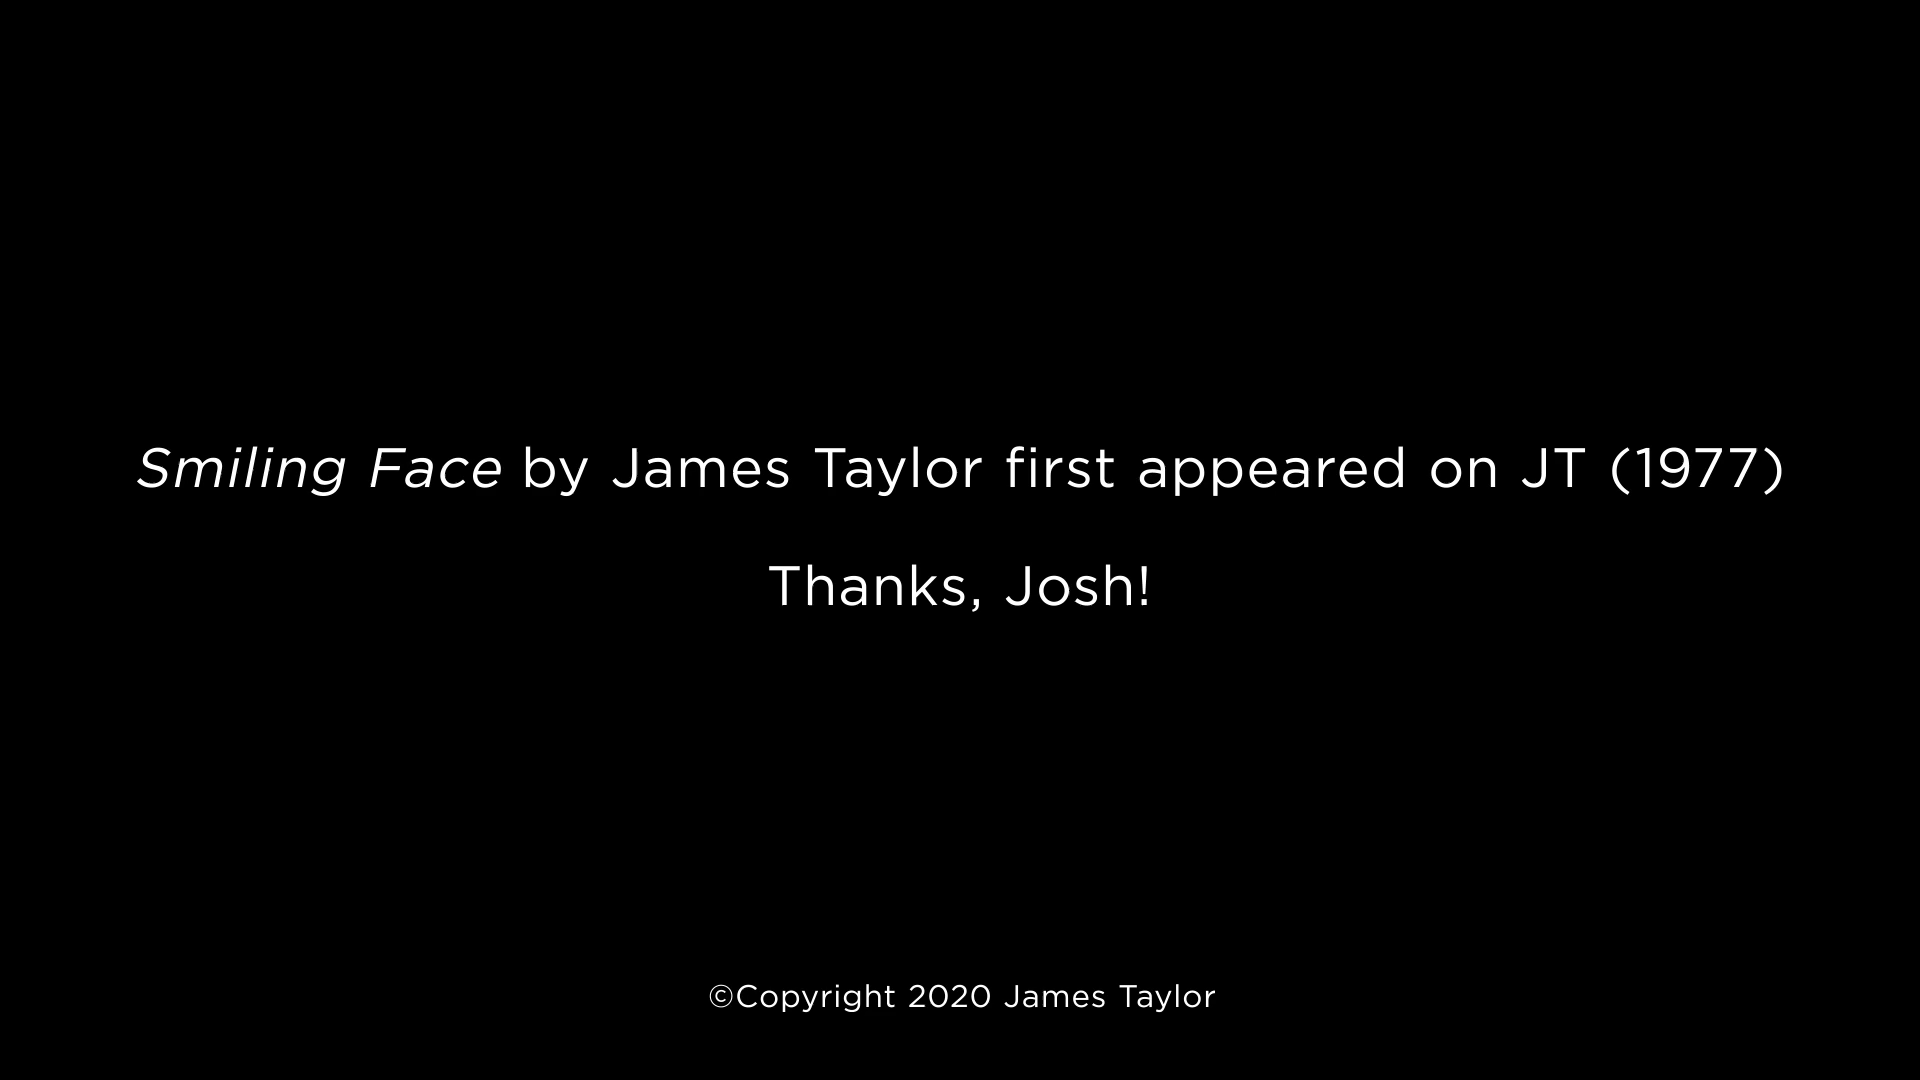 Smiling Face by James Taylor first appeared on JT (1977)
Thanks, Josh!
©Copyright 2020 James Taylor